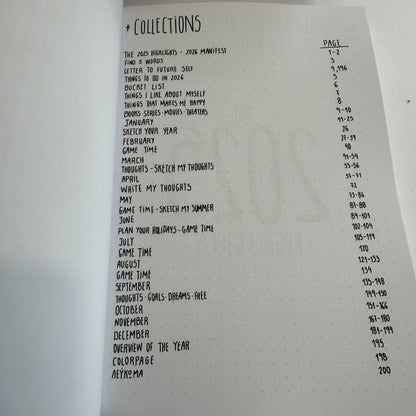 + COLLECTIONS
PAGE
THE 2025 HIGHLIGHTS - 2026 MANIFEST 1-2
FIND 3 WORDS 3
LETTER TO FUTURE SELF 4,196
THINGS TO DO IN 2026 5
BUCKET LIST 6
THINGS I LIKE ABOUT MYSELF 7
THINGS THAT MAKES ME HAPPY 8
BOOKS·SERIES·MOVIES·THEATERS 9-10
JANUARY 11-25
SKETCH YOUR YEAR 26
FEBRUARY 27-39
GAME TIME 40
MARCH 41-54
THOUGHTS - SKETCH MY THOUGHTS 55-56
APRIL 57-71
WRITE MY THOUGHTS 72
MAY 73-86
GAME TIME - SKETCH MY SUMMER 87-88
JUNE 89-101
PLAN YOUR HOLIDAYS - GAME TIME 102-104
JULY 105-119
GAME TIME 120
AUGUST 121-133
GAME TIME 134
SEPTEMBER 135-148
THOUGHTS·GOALS·DREAMS·FREE 149-150
OCTOBER 151-166
NOVEMBER 167-180
DECEMBER 181-194
OVERVIEW OF THE YEAR 195
COLORPAGE 198
ΛΕΥΚΩΜΑ 200